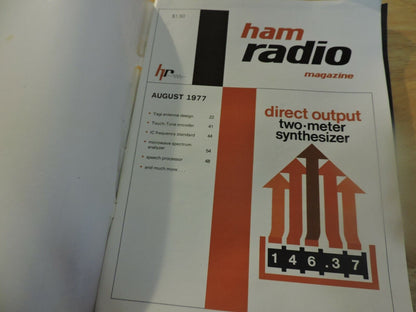 $1.50
ham
radio
magazine
hr
AUGUST 1977
• Yagi antenna design 22
• Touch-Tone encoder 41
• IC frequency standard 44
• microwave spectrum
analyzer 54
• speech processor 48
• and much more . . .
direct output
two-meter
synthesizer
146.37